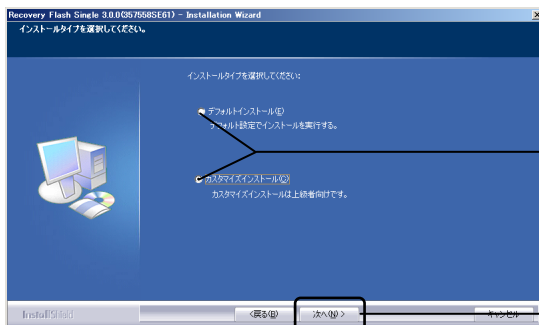 Recovery Flash Single 3.0.0(357558SE61) - Installation Wizard
インストールタイプを選択してください。
インストールタイプを選択してください:
デフォルトインストール(F)
デフォルト設定でインストールを実行する。
カスタマイズインストール(C)
カスタマイズインストールは上級者向けです。
InstallShield
<戻る(B)
次へ(N) >
キャンセル